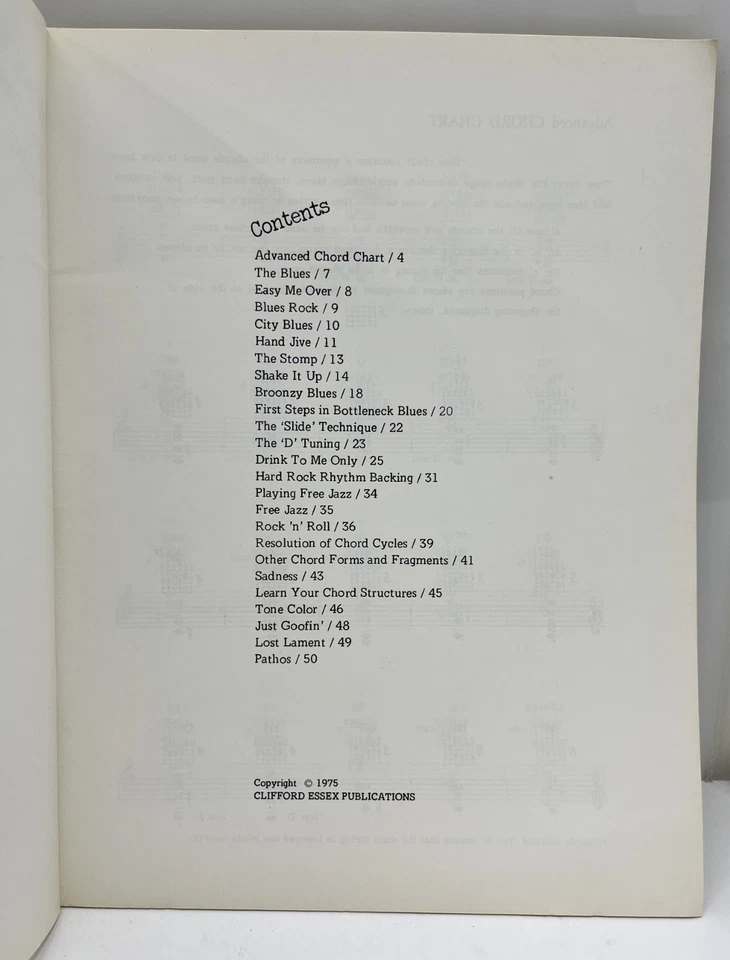 Contents
Advanced Chord Chart / 4
The Blues / 7
Easy Me Over / 8
Blues Rock / 9
City Blues / 10
Hand Jive / 11
The Stomp / 13
Shake It Up / 14
Broonzy Blues / 18
First Steps in Bottleneck Blues / 20
The ‘Slide’ Technique / 22
The ‘D’ Tuning / 23
Drink To Me Only / 25
Hard Rock Rhythm Backing / 31
Playing Free Jazz / 34
Free Jazz / 35
Rock 'n' Roll / 36
Resolution of Chord Cycles / 39
Other Chord Forms and Fragments / 41
Sadness / 43
Learn Your Chord Structures / 45
Tone Color / 46
Just Goofin' / 48
Lost Lament / 49
Pathos / 50
Copyright © 1975
CLIFFORD ESSEX PUBLICATIONS